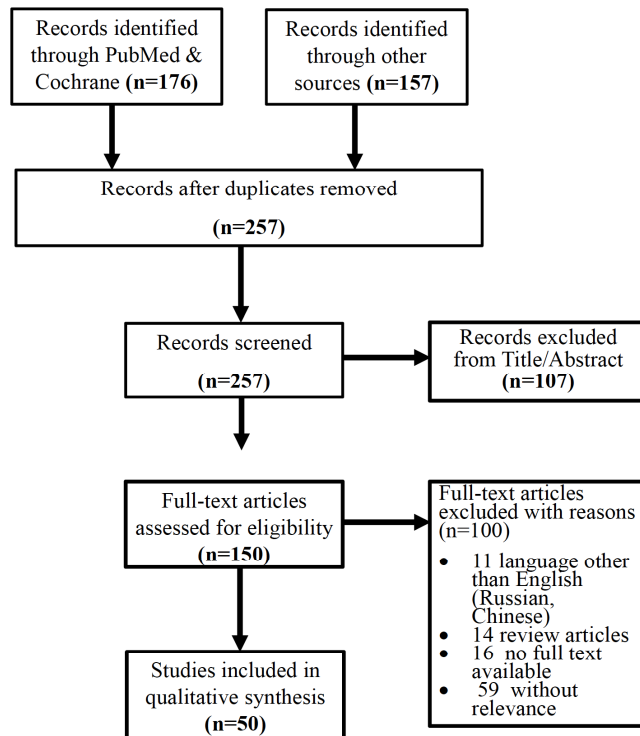 Records identified
through PubMed &
Cochrane (n=176)
Records identified
through other
sources (n=157)
Records after duplicates removed
(n=257)
Records screened
(n=257)
Records excluded
from Title/Abstract
(n=107)
Full-text articles
assessed for eligibility
(n=150)
Full-text articles
excluded with reasons
(n=100)
• 11 language other
than English
(Russian,
Chinese)
• 14 review articles
• 16 no full text
available
• 59 without
relevance
Studies included in
qualitative synthesis
(n=50)